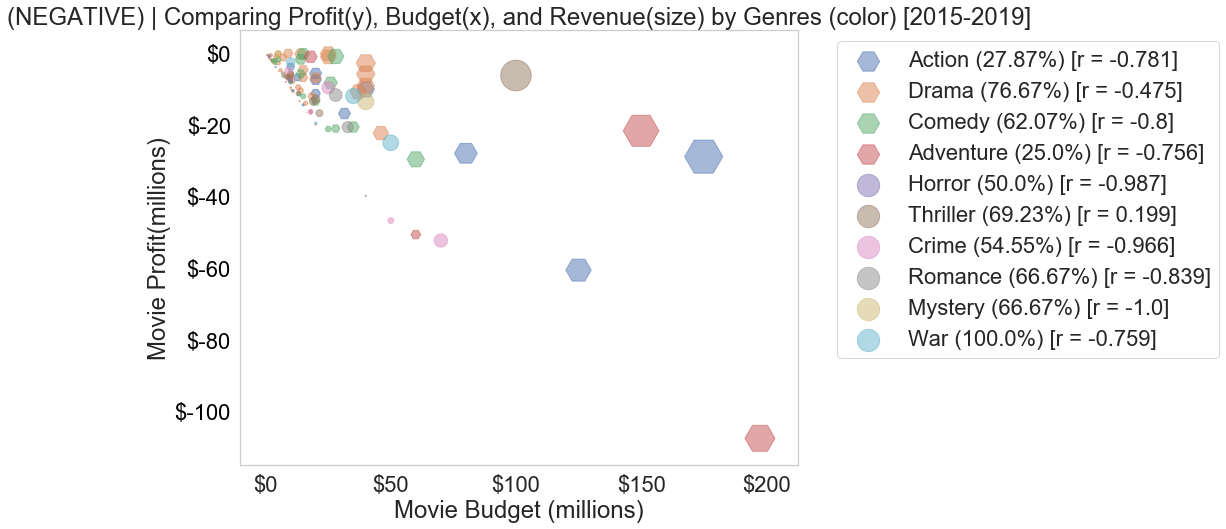 (NEGATIVE) | Comparing Profit(y), Budget(x), and Revenue(size) by Genres (color) [2015-2019]
$0
$-20
$-40
$-60
$-80
$-100
Movie Profit(millions)
$0 $50 $100 $150 $200
Movie Budget (millions)
Action (27.87%) [r = -0.781]
Drama (76.67%) [r = -0.475]
Comedy (62.07%) [r = -0.8]
Adventure (25.0%) [r = -0.756]
Horror (50.0%) [r = -0.987]
Thriller (69.23%) [r = 0.199]
Crime (54.55%) [r = -0.966]
Romance (66.67%) [r = -0.839]
Mystery (66.67%) [r = -1.0]
War (100.0%) [r = -0.759]